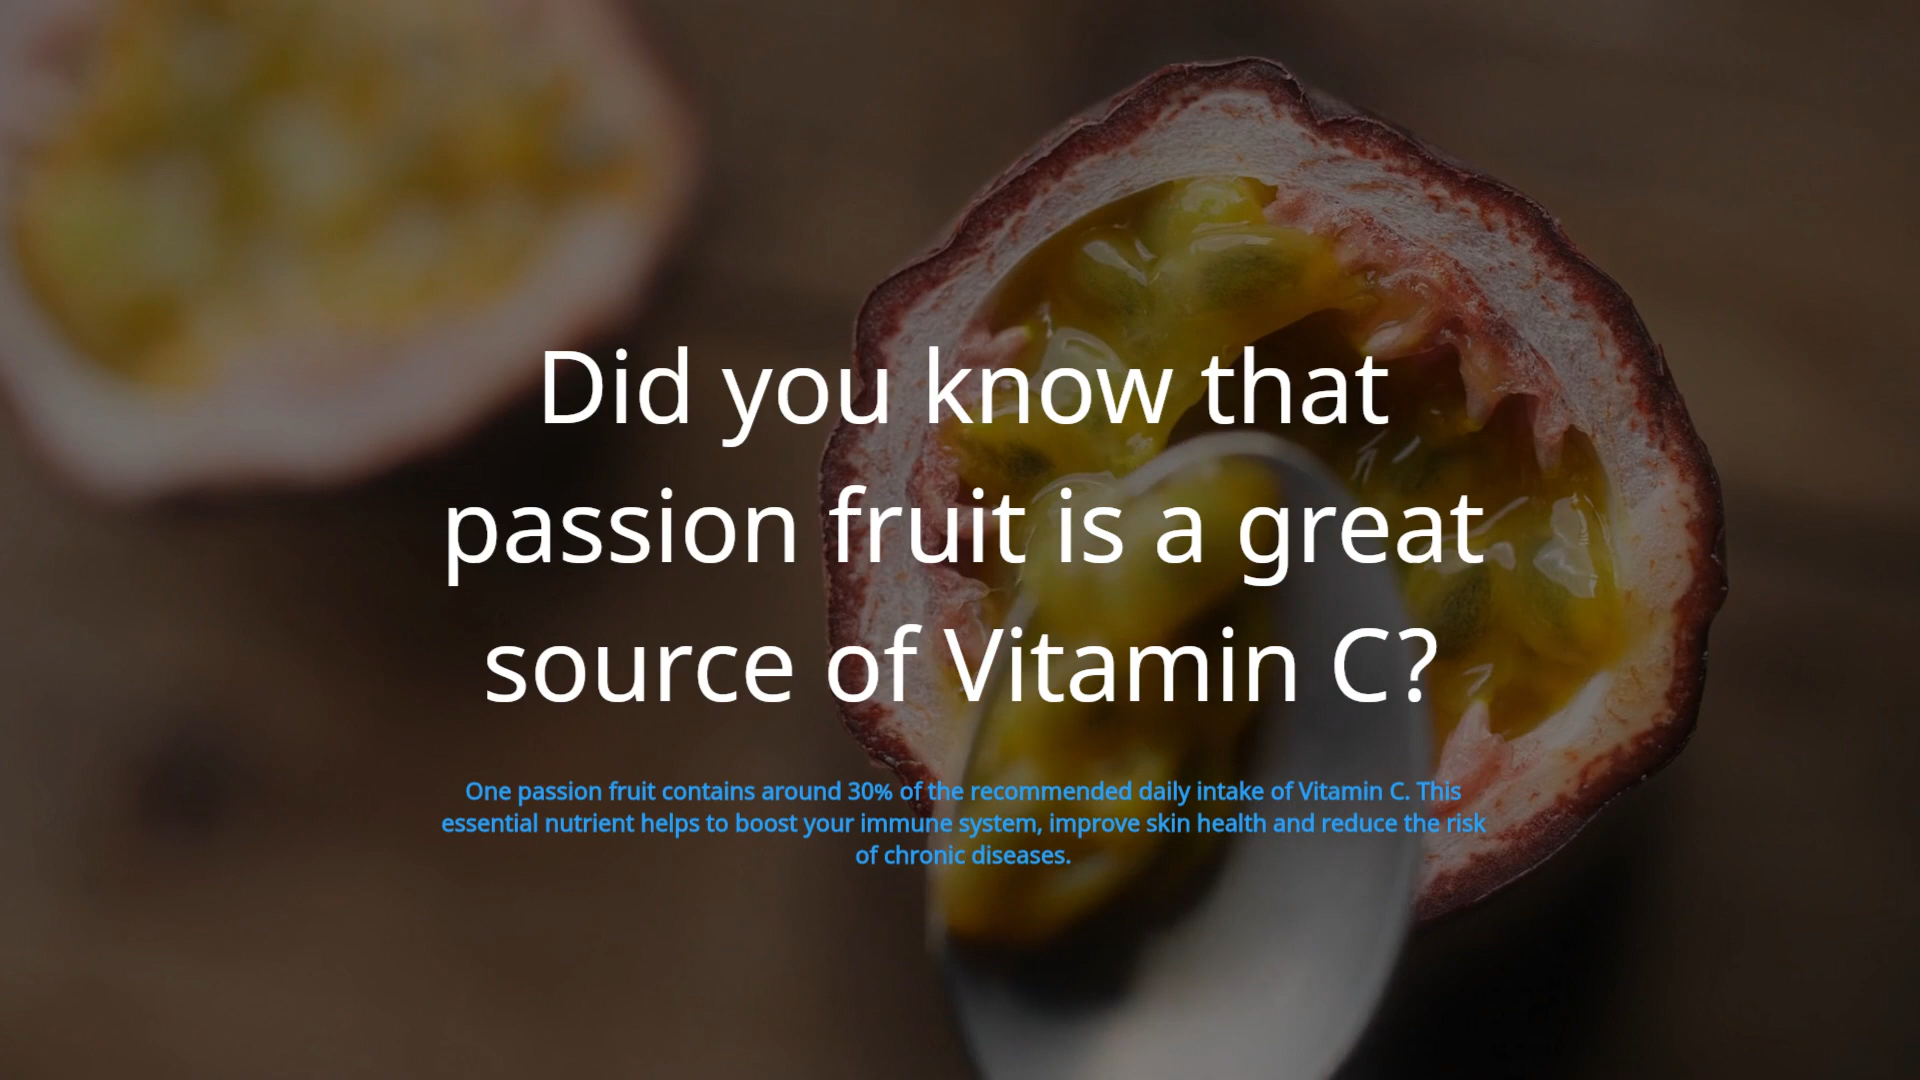 Did you know that
passion fruit is a great
source of Vitamin C?
One passion fruit contains around 30% of the recommended daily intake of Vitamin C. This
essential nutrient helps to boost your immune system, improve skin health and reduce the risk
of chronic diseases.